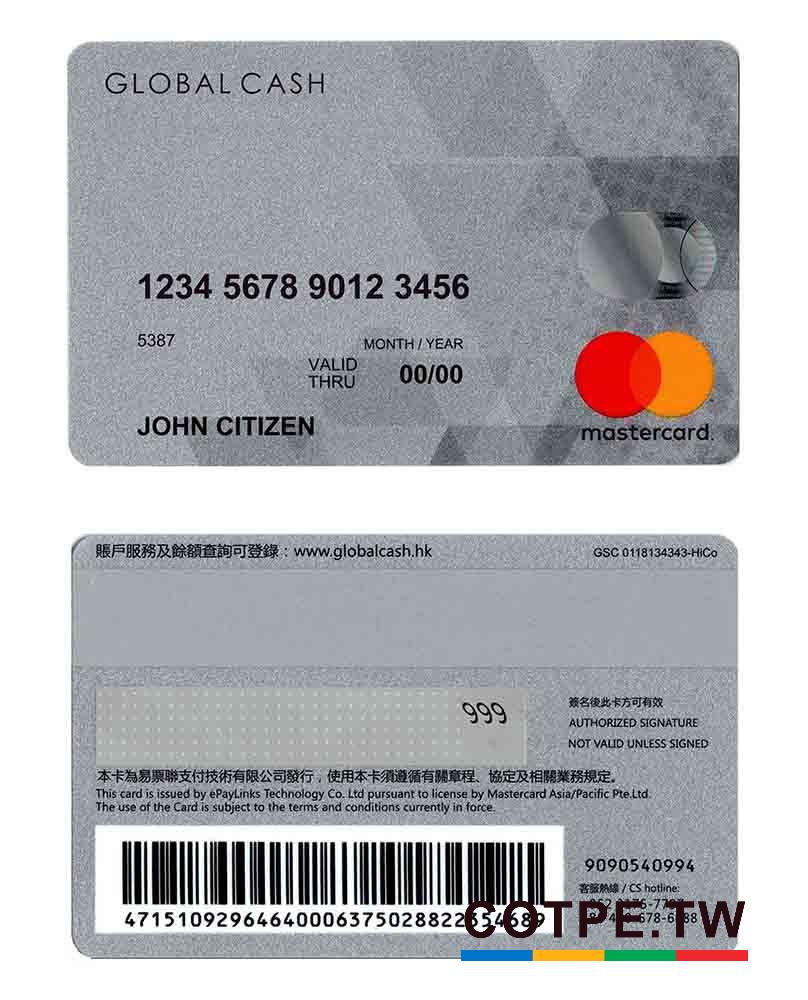 GLOBAL CASH
1234 5678 9012 3456
5387
MONTH / YEAR
VALID THRU
00/00
JOHN CITIZEN
mastercard.
賬戶服務及餘額查詢可登錄：www.globalcash.hk
GSC 0118134343-HiCo
999
簽名後此卡方可有效
AUTHORIZED SIGNATURE
NOT VALID UNLESS SIGNED
本卡為易票聯支付技術有限公司發行，使用本卡須遵循有關章程、協定及相關業務規定。
This card is issued by ePayLinks Technology Co. Ltd pursuant to license by Mastercard Asia/Pacific Pte.Ltd.
The use of the Card is subject to the terms and conditions currently in force.
47151092964640006375028822354689
9090540994
客服熱線 / CS hotline:
COTPE.TW